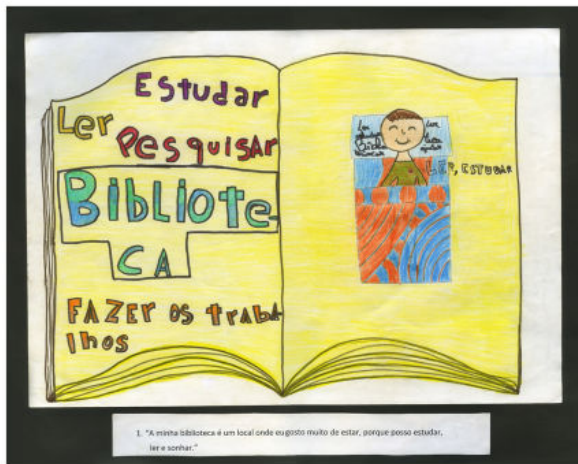 Estudar
Ler
PesquisAr
Bibliote-
CA
FAZER os trabA
lhos
Ler
LER, ESTUDAR
1. "A minha biblioteca é um local onde eu gosto muito de estar, porque posso estudar,
ler e sonhar."